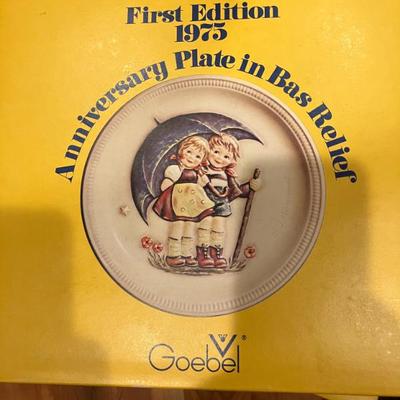 First Edition
1975
Anniversary Plate in Bas Relief
Goebel®